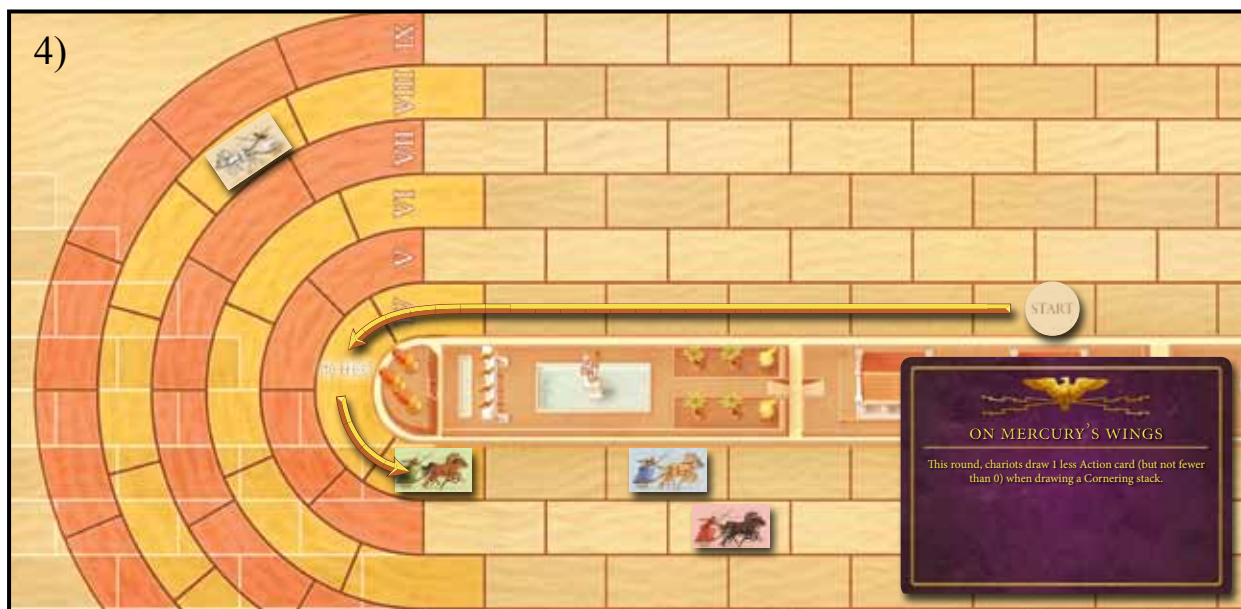 4)
IX
VIII
VII
VI
V
START
ON MERCURY'S WINGS
This round, chariots draw 1 less Action card (but not fewer
than 0) when drawing a Cornering stack.